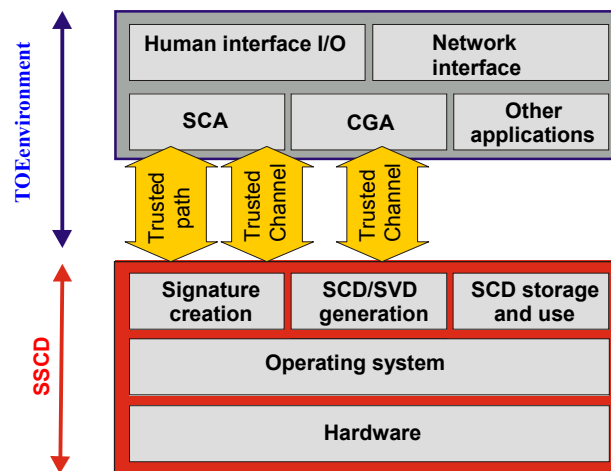 TOEenvironment
Human interface I/O
Network
interface
SCA
CGA
Other
applications
Trusted
path
Trusted
Channel
Trusted
Channel
SSCD
Signature
creation
SCD/SVD
generation
SCD storage
and use
Operating system
Hardware